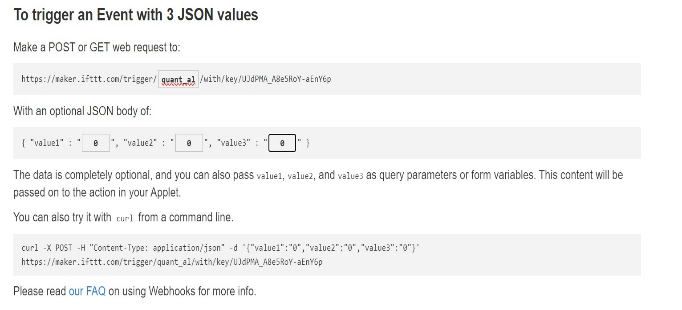 To trigger an Event with 3 JSON values
Make a POST or GET web request to:
https://maker.ifttt.com/trigger/ quant_al /with/key/UJdPMA_A8e5RoY-aEnY6p
With an optional JSON body of:
{ "value1" : " 0 ", "value2" : " 0 ", "value3" : " 0 " }
The data is completely optional, and you can also pass value1, value2, and value3 as query parameters or form variables. This content will be
passed on to the action in your Applet.
You can also try it with curl from a command line.
curl -X POST -H "Content-Type: application/json" -d '{"value1":"0","value2":"0","value3":"0"}'
https://maker.ifttt.com/trigger/quant_al/with/key/UJdPMA_A8e5RoY-aEnY6p
Please read our FAQ on using Webhooks for more info.